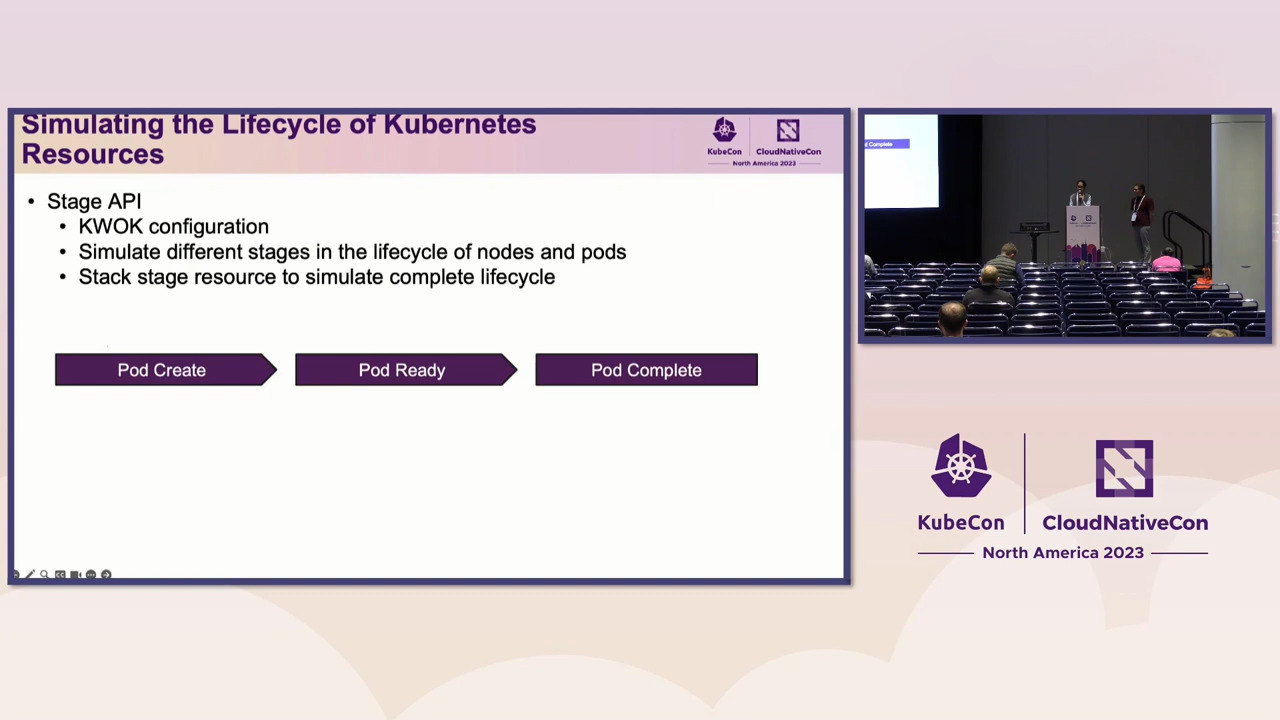 Simulating the Lifecycle of Kubernetes
Resources
KubeCon
CloudNativeCon
North America 2023
• Stage API
• KWOK configuration
• Simulate different stages in the lifecycle of nodes and pods
• Stack stage resource to simulate complete lifecycle
Pod Create
Pod Ready
Pod Complete
Complete
KubeCon
CloudNativeCon
North America 2023